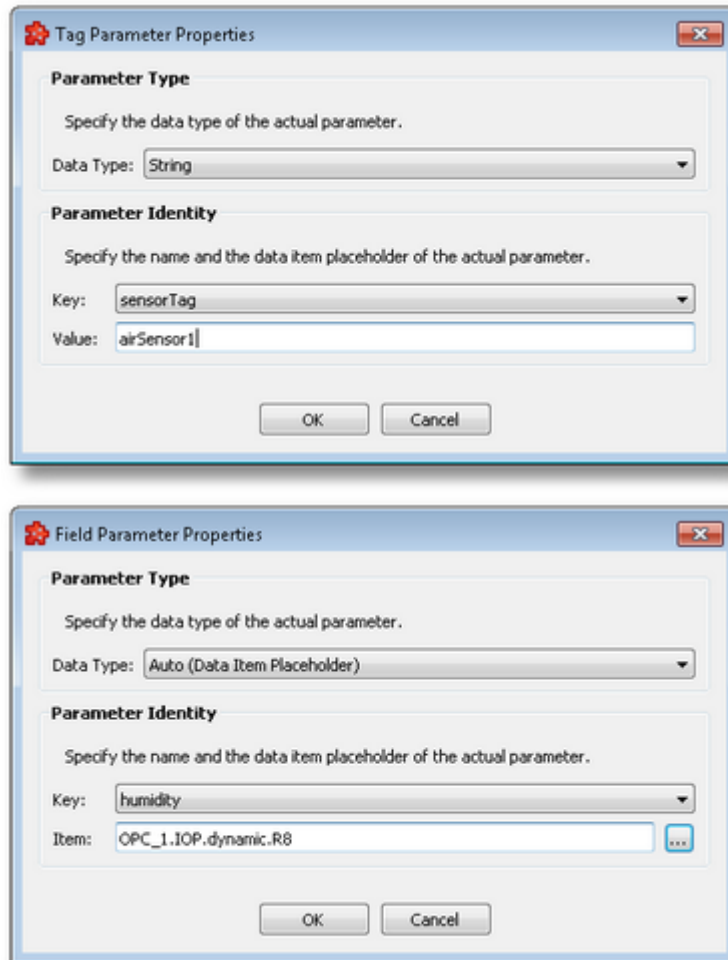 Tag Parameter Properties
Parameter Type
Specify the data type of the actual parameter.
Data Type: String
Parameter Identity
Specify the name and the data item placeholder of the actual parameter.
Key: sensorTag
Value: airSensor1
OK Cancel
Field Parameter Properties
Parameter Type
Specify the data type of the actual parameter.
Data Type: Auto (Data Item Placeholder)
Parameter Identity
Specify the name and the data item placeholder of the actual parameter.
Key: humidity
Item: OPC_1.IOP.dynamic.R8 ...
OK Cancel